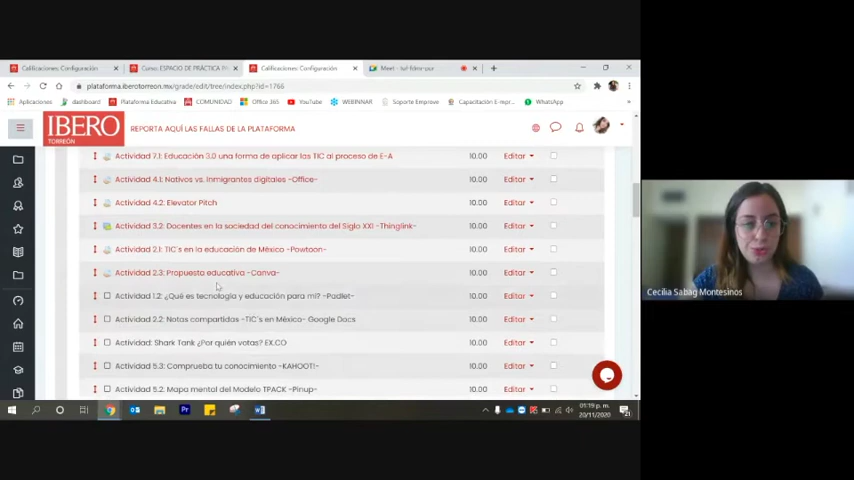 Calificaciones: Configuración
Curso: ESPACIO DE PRÁCTICA
Calificaciones: Configuración
Meet - tuf-fdno-pur
plataforma.iberotorreon.mx/grade/edit/tree/index.php?id=1766
Aplicaciones
dashboard
Plataforma Educativa
COMUNIDAD
Office 365
YouTube
WEBINNAR
Soporte Emprove
Capacitación E-mpr...
WhatsApp
IBERO
TORREÓN
REPORTA AQUÍ LAS FALLAS DE LA PLATAFORMA
Actividad 7.1: Educación 3.0 una forma de aplicar las TIC al proceso de E-A 10.00 Editar
Actividad 4.1: Nativos vs. Inmigrantes digitales -Office- 10.00 Editar
Actividad 4.2: Elevator Pitch 10.00 Editar
Actividad 3.2: Docentes en la sociedad del conocimiento del Siglo XXI -Thinglink- 10.00 Editar
Actividad 2.1: TIC's en la educación de México -Powtoon- 10.00 Editar
Actividad 2.3: Propuesta educativa -Canva- 10.00 Editar
Actividad 1.2: ¿Qué es tecnología y educación para mí? -Padlet- 10.00 Editar
Actividad 2.2: Notas compartidas -TIC's en México- Google Docs 10.00 Editar
Actividad: Shark Tank ¿Por quién votas? EX.CO 10.00 Editar
Actividad 5.3: Comprueba tu conocimiento -KAHOOT!- 10.00 Editar
Actividad 5.2: Mapa mental del Modelo TPACK -Pinup- 10.00 Editar
Cecilia Sabag Montesinos
01:19 p. m.
20/11/2020